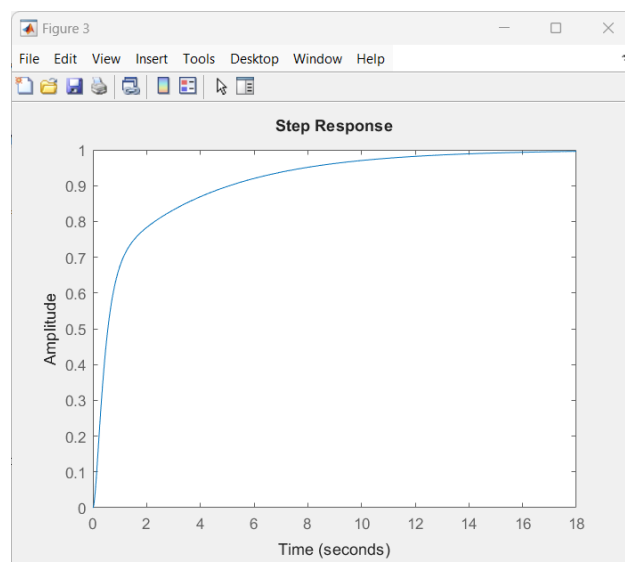 Figure 3
File Edit View Insert Tools Desktop Window Help
Step Response
1
0.9
0.8
0.7
0.6
0.5
0.4
0.3
0.2
0.1
0
Amplitude
0 2 4 6 8 10 12 14 16 18
Time (seconds)